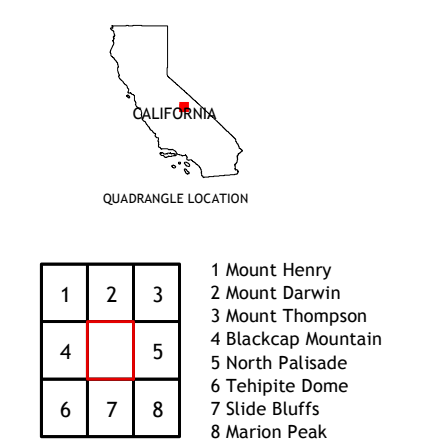 CALIFORNIA
QUADRANGLE LOCATION
1 2 3
4 5
6 7 8
1 Mount Henry
2 Mount Darwin
3 Mount Thompson
4 Blackcap Mountain
5 North Palisade
6 Tehipite Dome
7 Slide Bluffs
8 Marion Peak